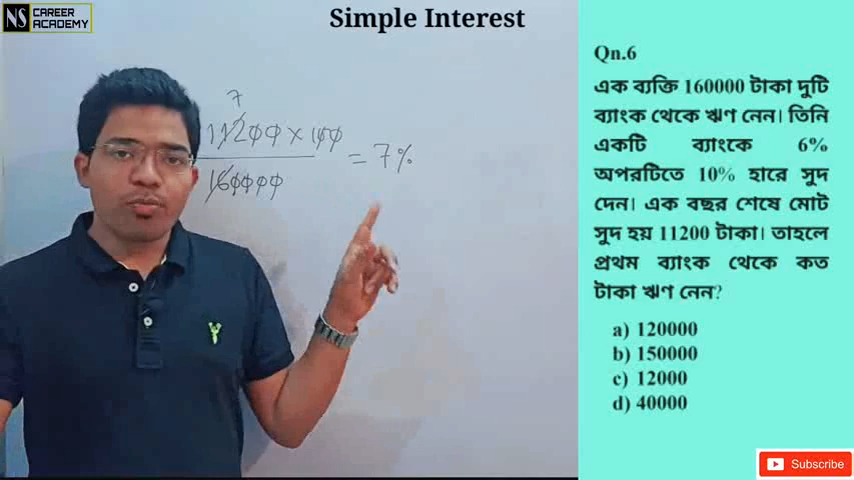 NS CAREER
ACADEMY
Simple Interest
7
11200 × 100
160000
= 7%
Qn.6
এক ব্যক্তি 160000 টাকা দুটি
ব্যাংক থেকে ঋণ নেন। তিনি
একটি ব্যাংকে 6%
অপরটিতে 10% হারে সুদ
দেন। এক বছর শেষে মোট
সুদ হয় 11200 টাকা। তাহলে
প্রথম ব্যাংক থেকে কত
টাকা ঋণ নেন?
a) 120000
b) 150000
c) 12000
d) 40000
Subscribe